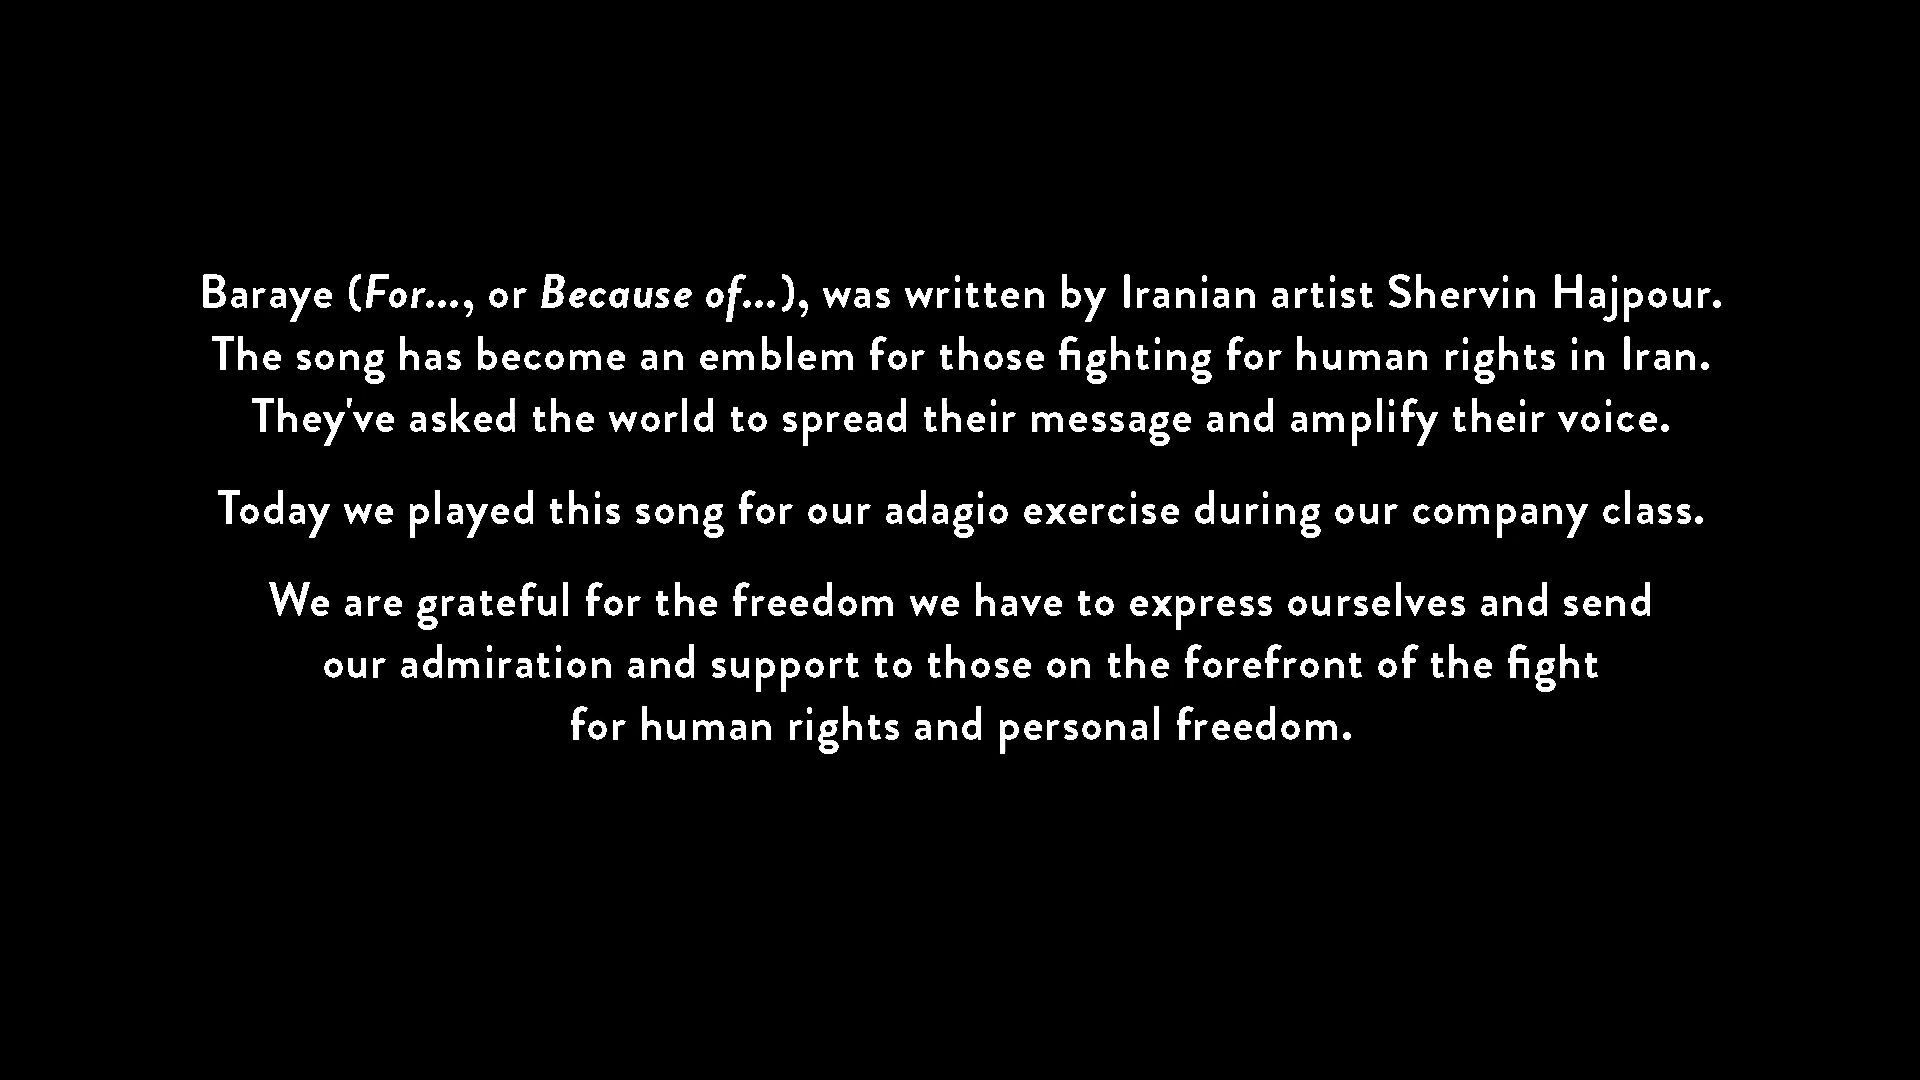 Baraye (For..., or Because of...), was written by Iranian artist Shervin Hajpour.
The song has become an emblem for those fighting for human rights in Iran.
They've asked the world to spread their message and amplify their voice.
Today we played this song for our adagio exercise during our company class.
We are grateful for the freedom we have to express ourselves and send
our admiration and support to those on the forefront of the fight
for human rights and personal freedom.